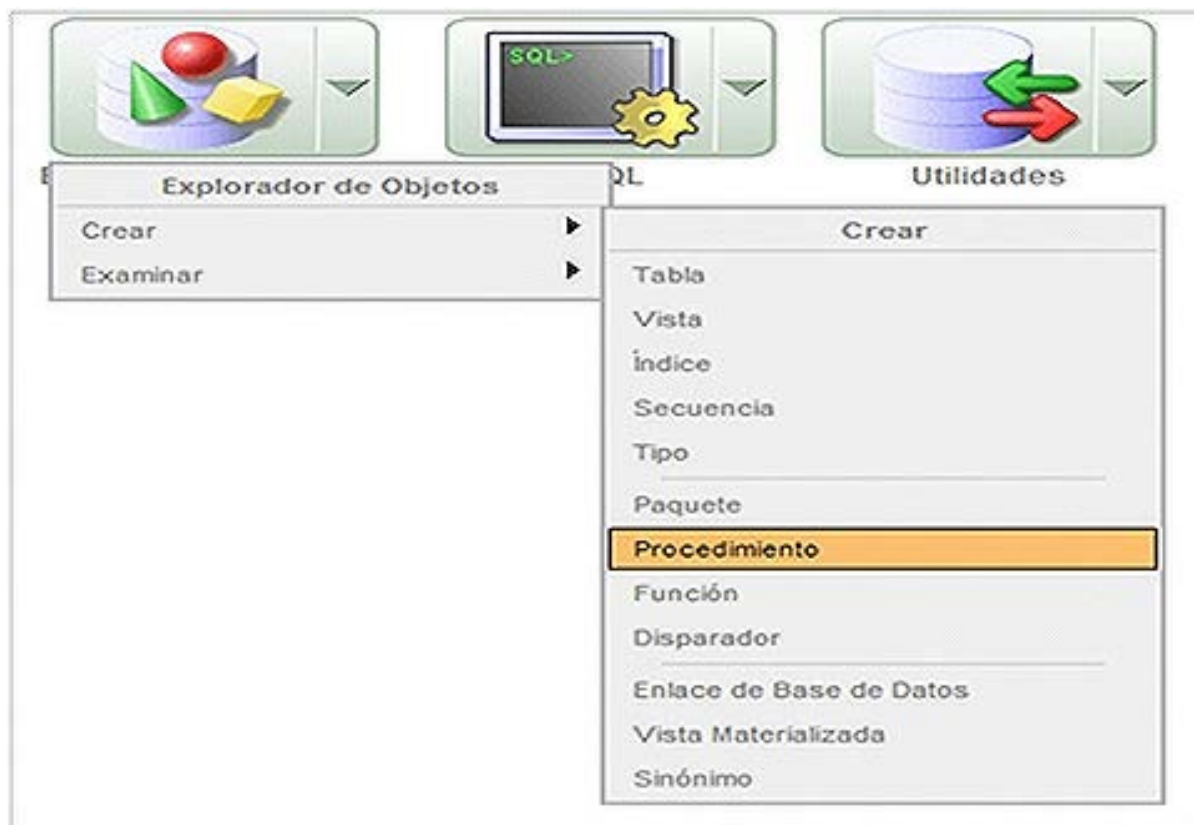 SQL>
QL
Utilidades
Explorador de Objetos
Crear
Examinar
Crear
Tabla
Vista
Índice
Secuencia
Tipo
Paquete
Procedimiento
Función
Disparador
Enlace de Base de Datos
Vista Materializada
Sinónimo